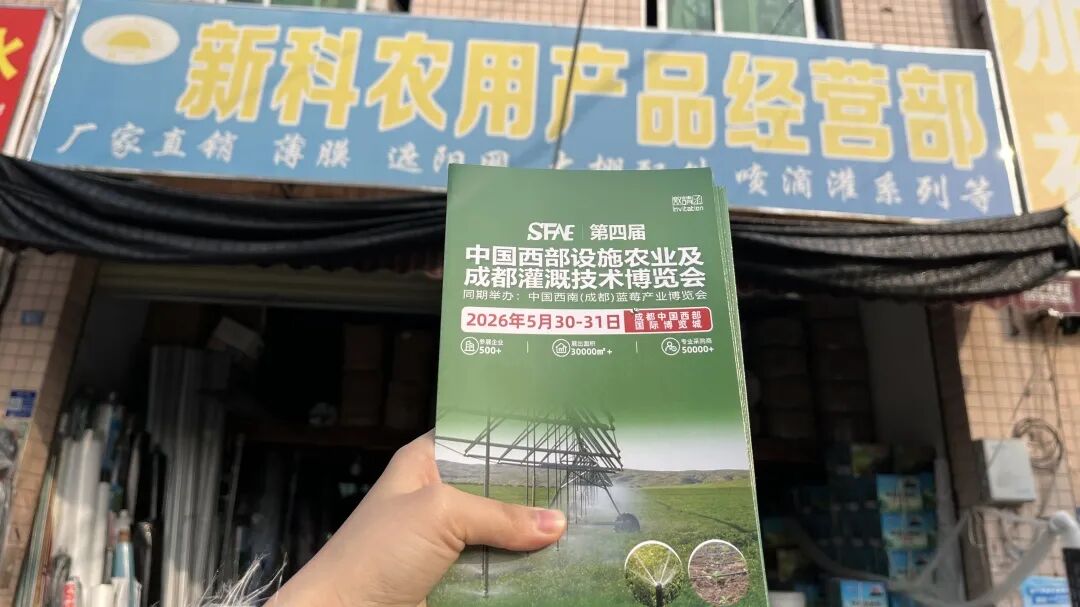 新科农用产品经营部
厂家直销 薄膜 遮阳网 大棚配件 喷滴灌系列等
水
邀请函
Invitation
STFAE 第四届
中国西部设施农业及
成都灌溉技术博览会
同期举办：中国西南(成都)蓝莓产业博览会
2026年5月30-31日 成都中国西部
国际博览城
参展企业
500+
展出面积
30000㎡+
专业采购商
50000+